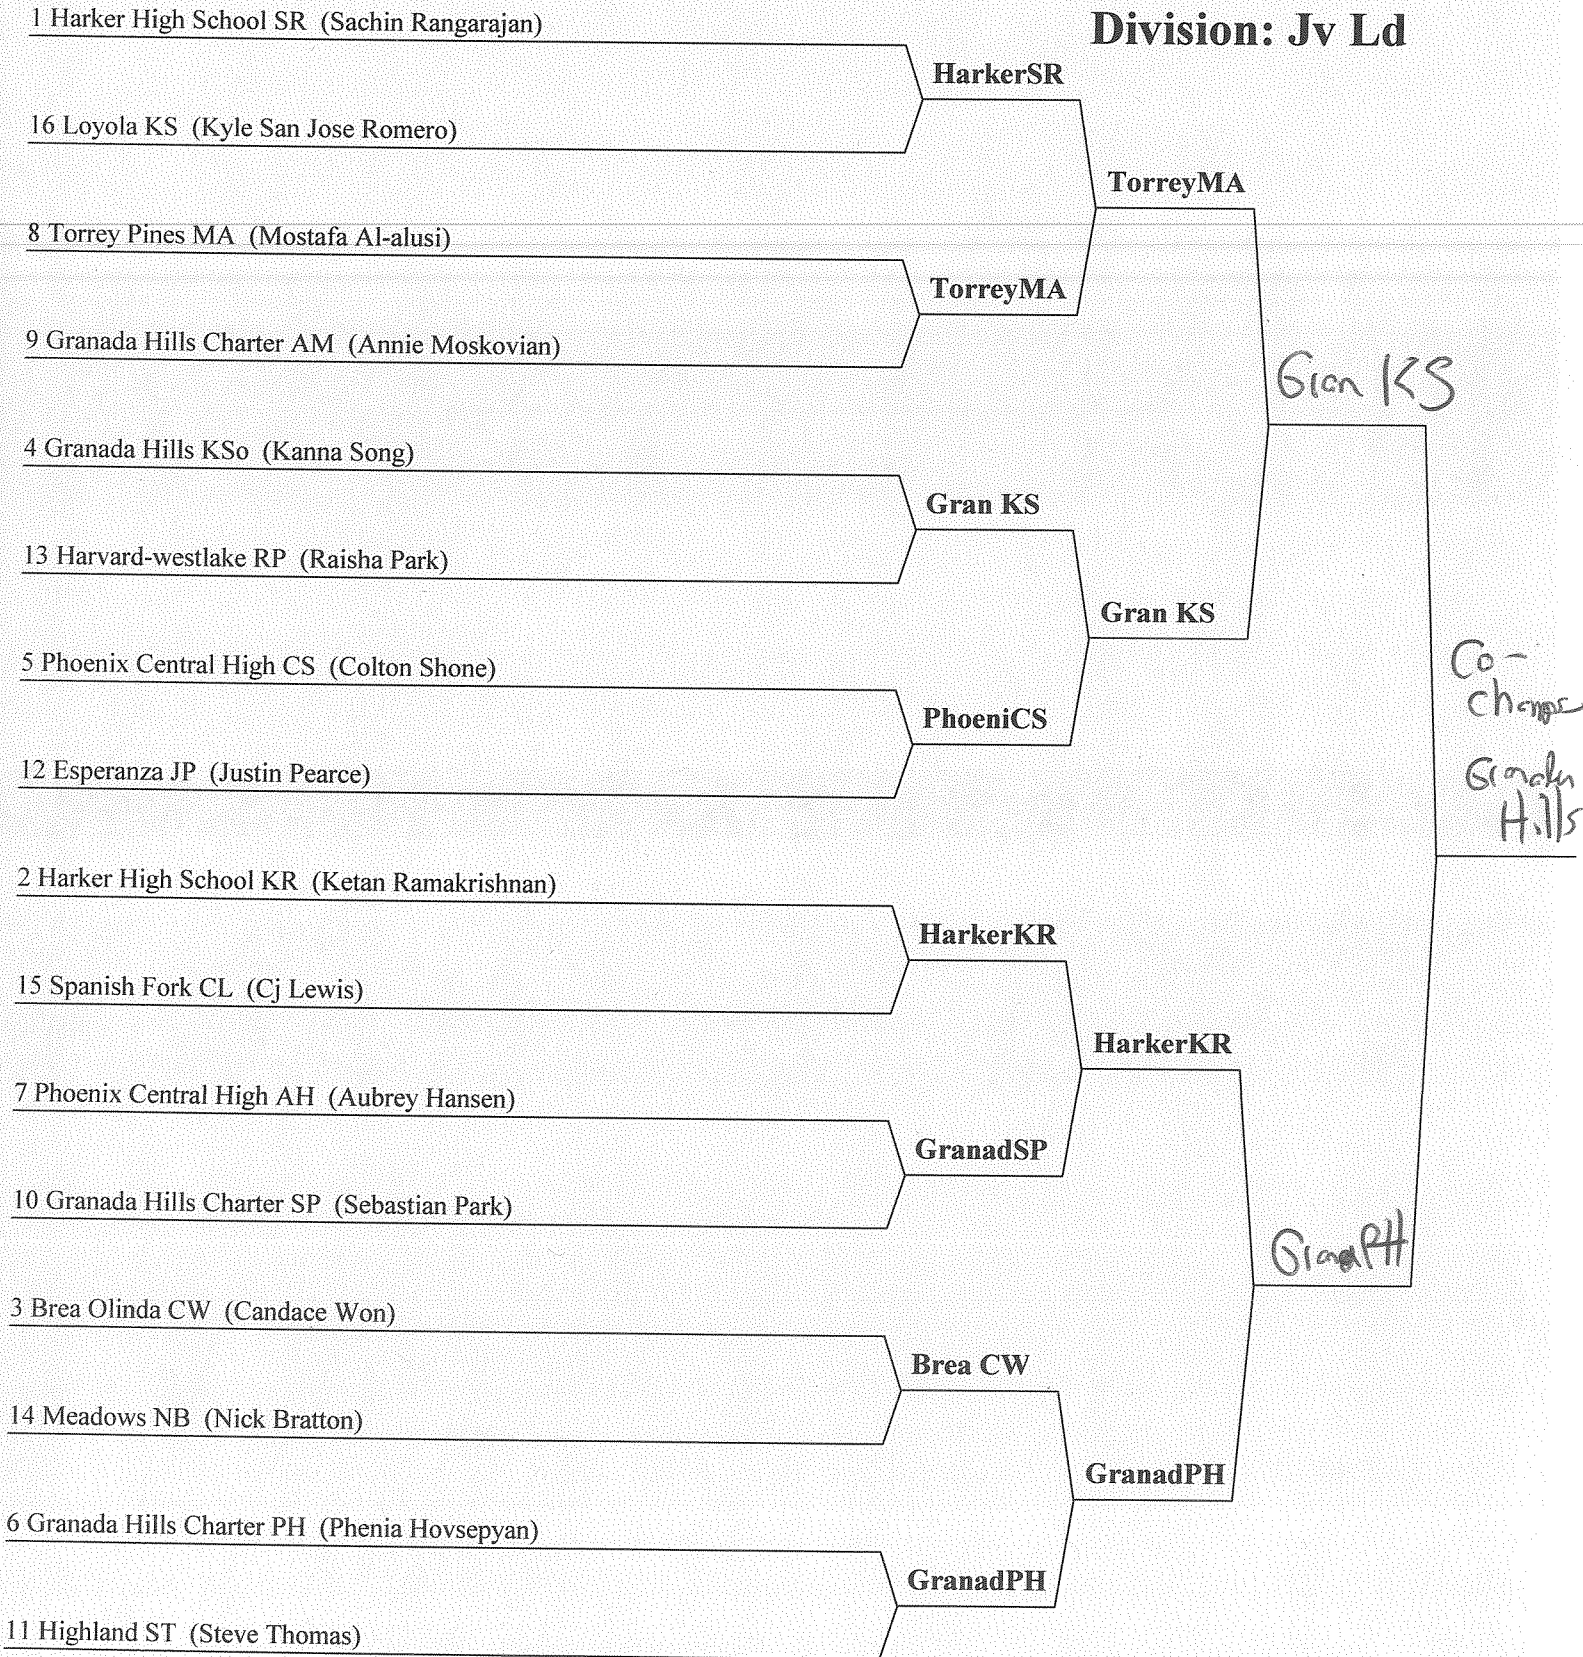 1 Harker High School SR (Sachin Rangarajan)
Division: Jv Ld
HarkerSR
16 Loyola KS (Kyle San Jose Romero)
TorreyMA
8 Torrey Pines MA (Mostafa Al-alusi)
TorreyMA
9 Granada Hills Charter AM (Annie Moskovian)
Gran KS
4 Granada Hills KSo (Kanna Song)
Gran KS
13 Harvard-westlake RP (Raisha Park)
Gran KS
5 Phoenix Central High CS (Colton Shone)
Co-
champs
PhoeniCS
12 Esperanza JP (Justin Pearce)
Granada
Hills
2 Harker High School KR (Ketan Ramakrishnan)
HarkerKR
15 Spanish Fork CL (Cj Lewis)
HarkerKR
7 Phoenix Central High AH (Aubrey Hansen)
GranadSP
10 Granada Hills Charter SP (Sebastian Park)
PH
3 Brea Olinda CW (Candace Won)
Brea CW
14 Meadows NB (Nick Bratton)
GranadPH
6 Granada Hills Charter PH (Phenia Hovsepyan)
GranadPH
11 Highland ST (Steve Thomas)